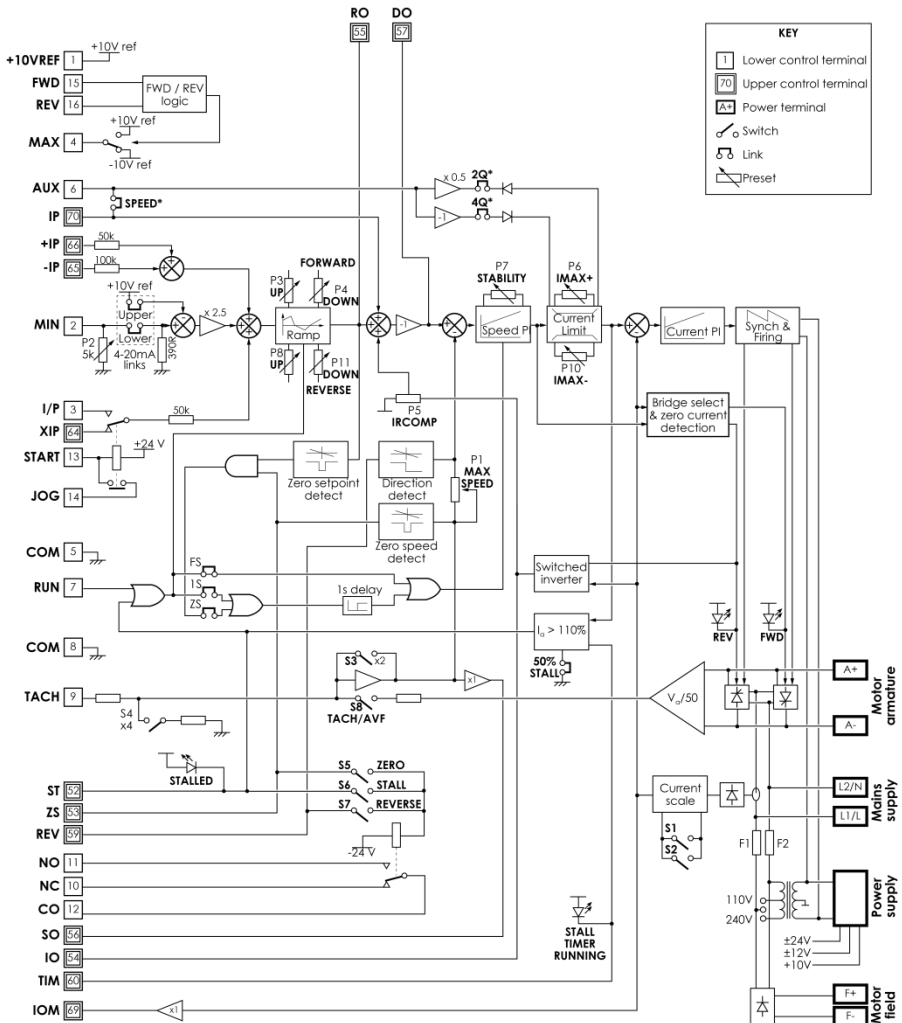 RO DO
55 57
KEY
1 Lower control terminal
70 Upper control terminal
A+ Power terminal
Switch
Link
Preset
+10VREF 1 +10V ref
FWD 15
REV 16
FWD / REV
logic
+10V ref
MAX 4
-10V ref
AUX 6
SPEED*
IP 70
x 0.5 2Q*
-1 4Q*
+IP 66 50k
-IP 65 100k
+10V ref
Upper
MIN 2
Lower
P2
5k
4-20mA
links
390k
x 2.5
FORWARD
P3
UP
P4
DOWN
Ramp
P8
UP
P11
DOWN
REVERSE
-1
P7
STABILITY
Speed PI
P6
IMAX+
Current
Limit
P10
IMAX-
Current PI
Synch &
Firing
P5
IRCOMP
Bridge select
& zero current
detection
I/P 3
XIP 64
50k
START 13 +24 V
JOG 14
Zero setpoint
detect
Direction
detect
P1
MAX
SPEED
Zero speed
detect
COM 5
RUN 7
FS
1S
ZS
1s delay
Switched
inverter
Ia > 110%
50%
STALL
REV FWD
COM 8
TACH 9
S4
x4
S3 x2
x1
S8
TACH/AVF
Va/50
A+
A-
Motor
armature
STALLED
ST 52
ZS 53
REV 59
S5 ZERO
S6 STALL
S7 REVERSE
-24 V
Current
scale
S1
S2
L2/N
L1/L
Mains
supply
F1 F2
NO 11
NC 10
CO 12
SO 56
IO 54
TIM 60
IOM 69
x1
STALL
TIMER
RUNNING
110V
240V
±24V
±12V
+10V
Power
supply
F+
F-
Motor
field